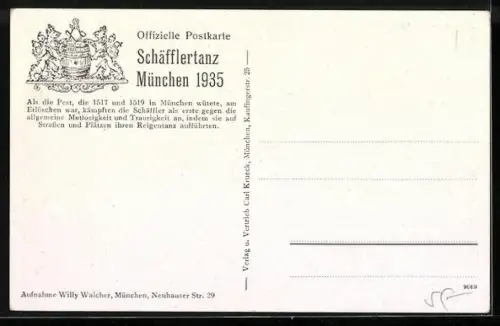 Offizielle Postkarte
Schäfflertanz
München 1935
Als die Pest, die 1517 und 1519 in München wütete, am
Erlöschen war, kämpften die Schäffler als erste gegen die
allgemeine Mutlosigkeit und Traurigkeit an, indem sie auf
Straßen und Plätzen ihren Reigentanz aufführten.
Verlag u. Vertrieb Carl Krueck, München, Kaufingerstr. 25
Aufnahme Willy Walcher, München, Neuhauser Str. 29